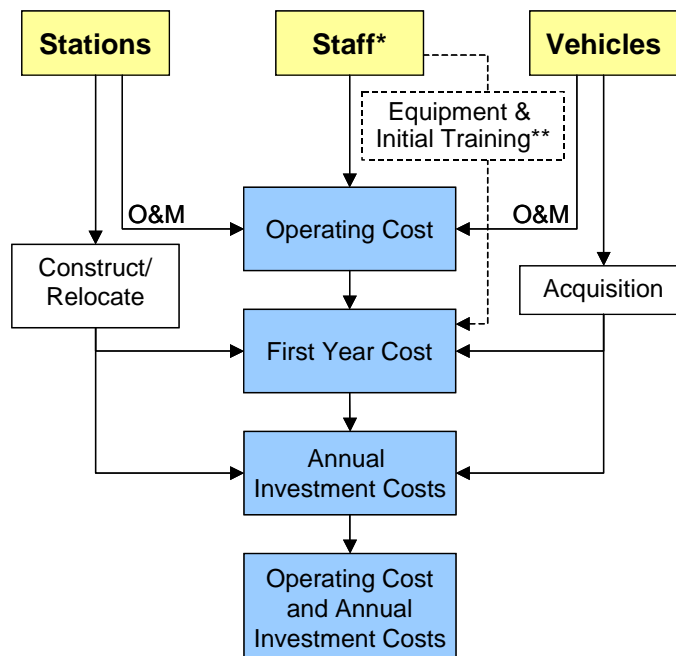 Stations
Staff*
Vehicles
Equipment &
Initial Training**
O&M
O&M
Operating Cost
Construct/
Relocate
Acquisition
First Year Cost
Annual
Investment Costs
Operating Cost
and Annual
Investment Costs